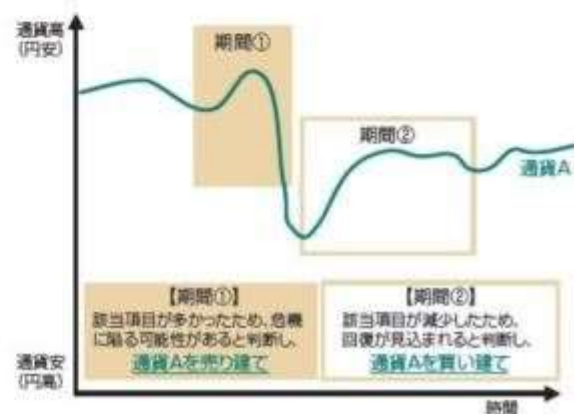 通貨高
(円安)
期間①
期間②
通貨A
【期間①】
該当項目が多かったため、危機
に陥る可能性があると判断し、
通貨Aを売り建て
【期間②】
該当項目が減少したため、
回復が見込まれると判断し、
通貨Aを買い建て
通貨安
(円高)
時間